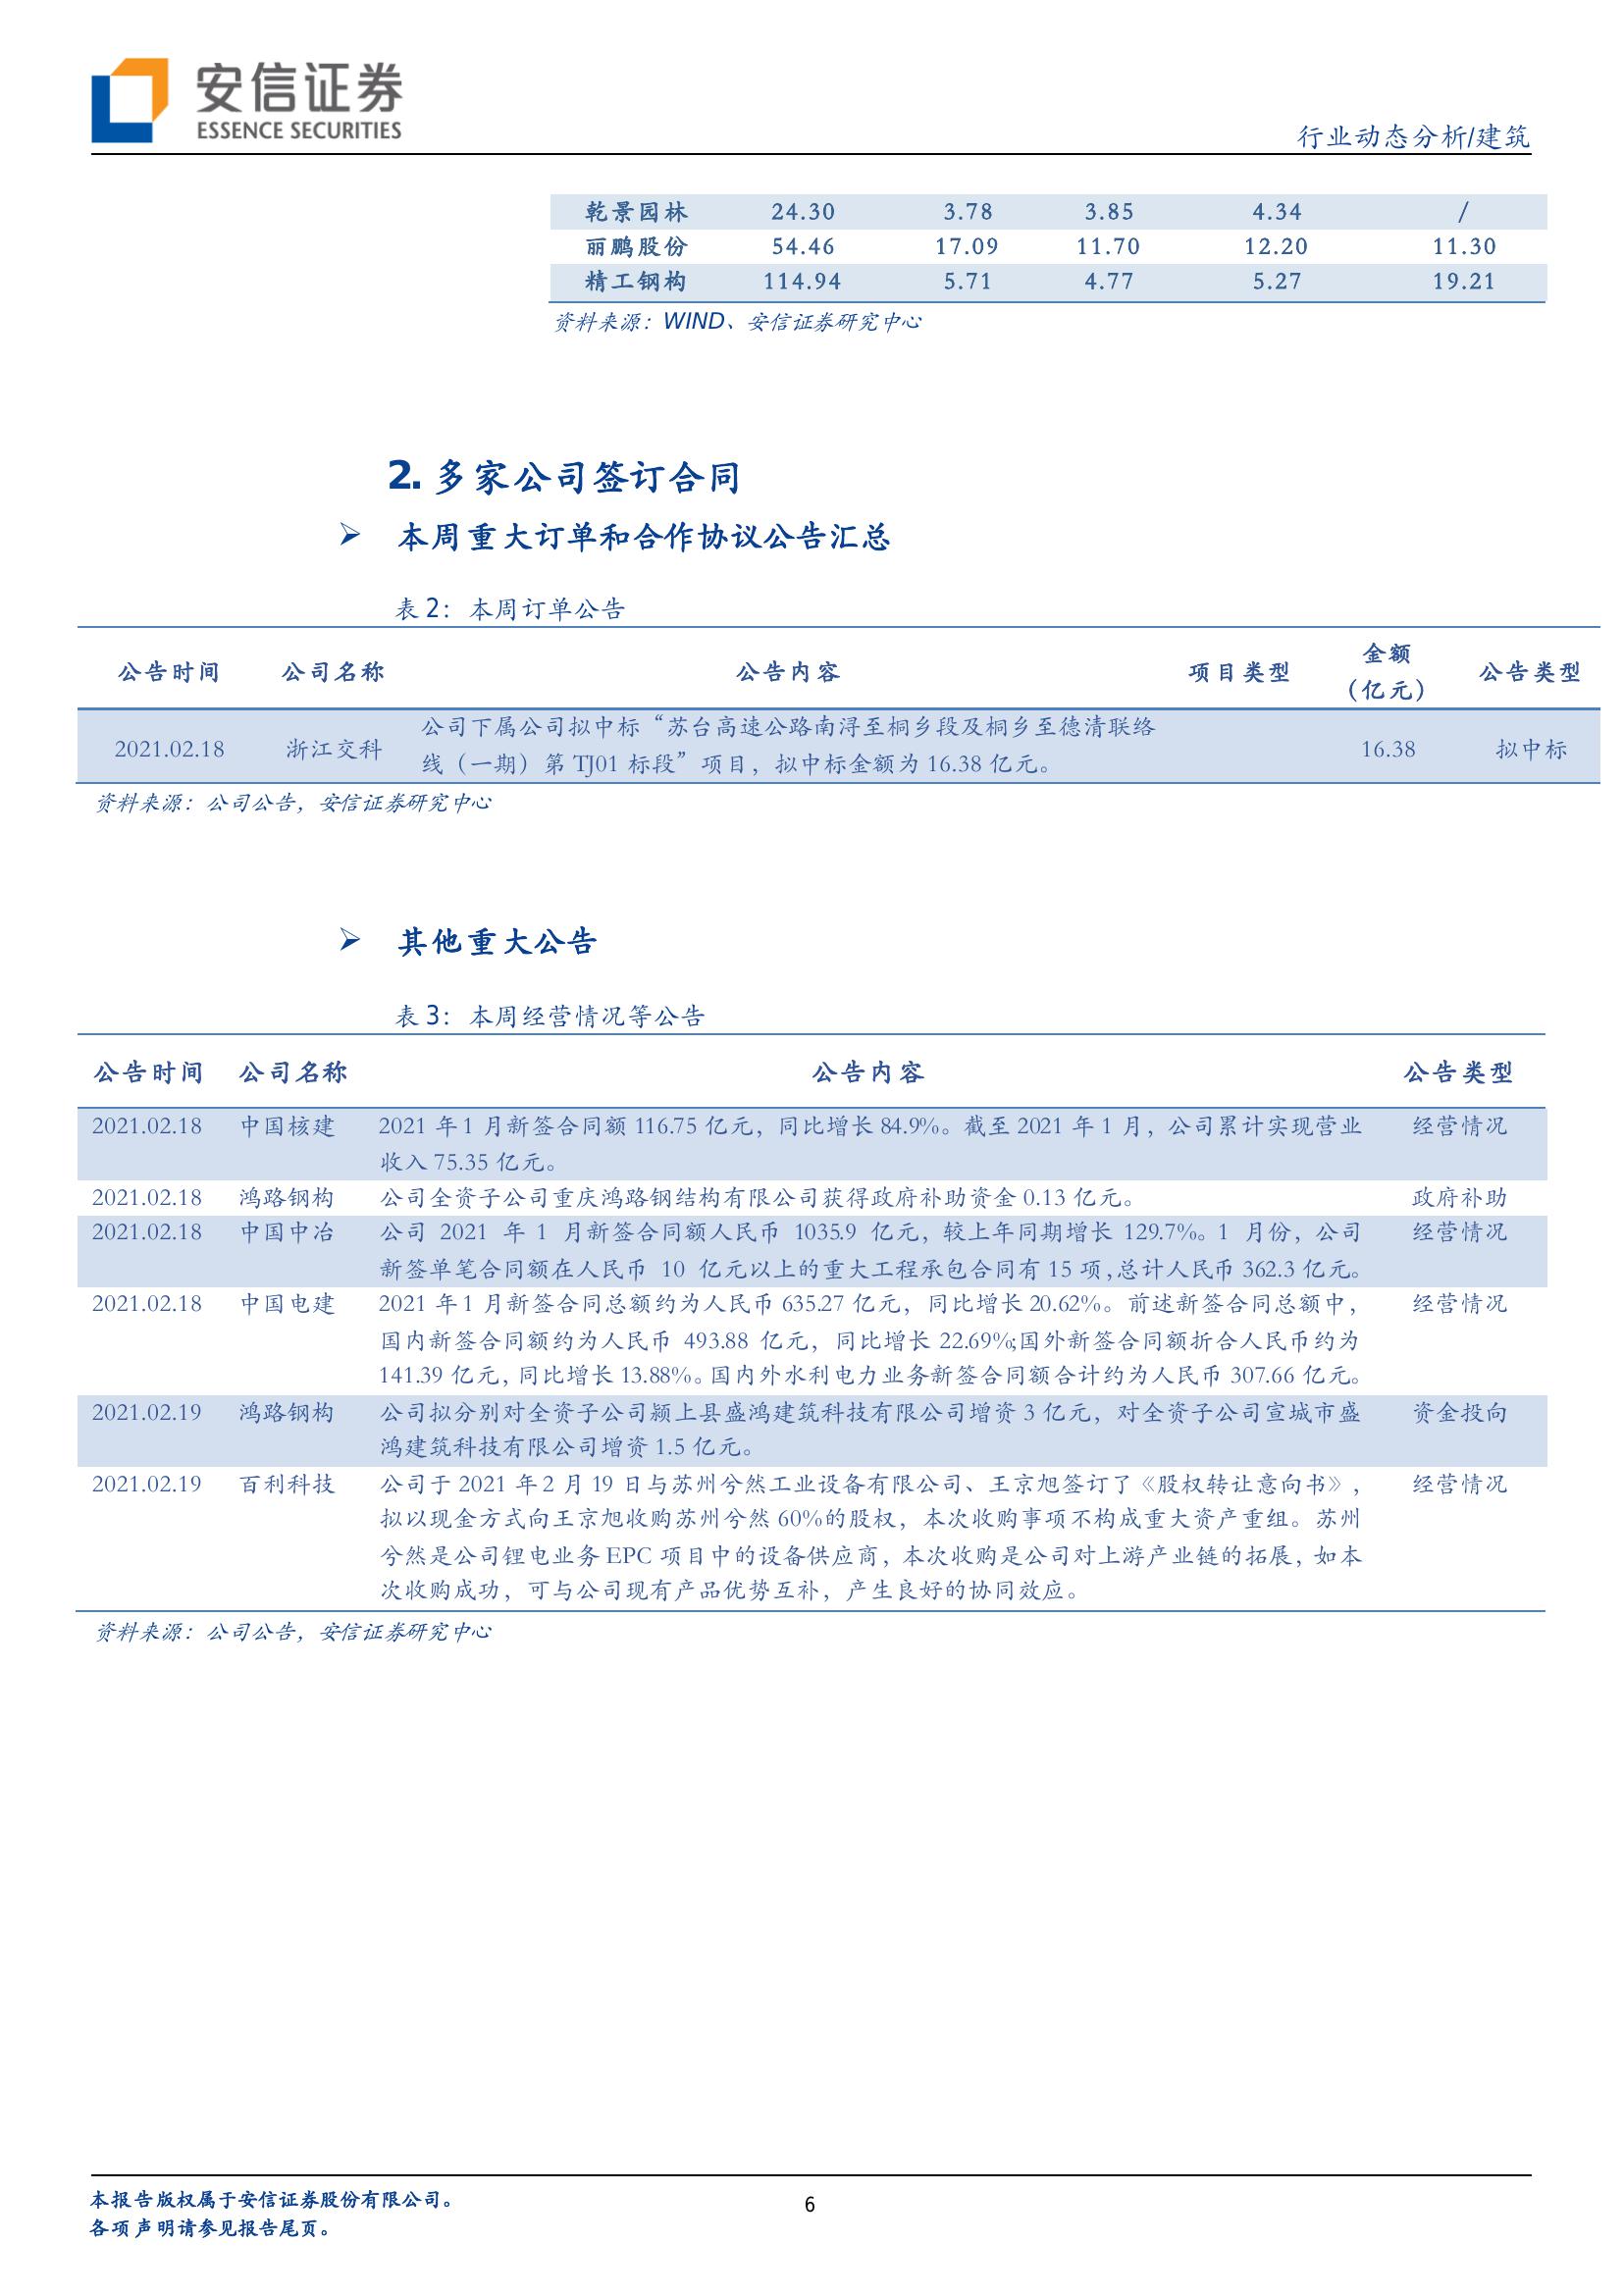 安信证券
ESSENCE SECURITIES
行业动态分析/建筑
乾景园林 24.30 3.78 3.85 4.34 /
丽鹏股份 54.46 17.09 11.70 12.20 11.30
精工钢构 114.94 5.71 4.77 5.27 19.21
资料来源：WIND、安信证券研究中心
2. 多家公司签订合同
➢ 本周重大订单和合作协议公告汇总
表 2：本周订单公告
公告时间 公司名称 公告内容 项目类型 金额（亿元） 公告类型
2021.02.18 浙江交科 公司下属公司拟中标“苏台高速公路南浔至桐乡段及桐乡至德清联络 16.38 拟中标
线（一期）第 TJ01 标段”项目，拟中标金额为 16.38 亿元。
资料来源：公司公告，安信证券研究中心
➢ 其他重大公告
表 3：本周经营情况等公告
公告时间 公司名称 公告内容 公告类型
2021.02.18 中国核建 2021 年 1 月新签合同额 116.75 亿元，同比增长 84.9%。截至 2021 年 1 月，公司累计实现营业 经营情况
收入 75.35 亿元。
2021.02.18 鸿路钢构 公司全资子公司重庆鸿路钢结构有限公司获得政府补助资金 0.13 亿元。 政府补助
2021.02.18 中国中冶 公司 2021 年 1 月新签合同额人民币 1035.9 亿元，较上年同期增长 129.7%。1 月份，公司 经营情况
新签单笔合同额在人民币 10 亿元以上的重大工程承包合同有 15 项,总计人民币 362.3 亿元。
2021.02.18 中国电建 2021 年 1 月新签合同总额约为人民币 635.27 亿元，同比增长 20.62%。前述新签合同总额中， 经营情况
国内新签合同额约为人民币 493.88 亿元，同比增长 22.69%;国外新签合同额折合人民币约为
141.39 亿元，同比增长 13.88%。国内外水利电力业务新签合同额合计约为人民币 307.66 亿元。
2021.02.19 鸿路钢构 公司拟分别对全资子公司颍上县盛鸿建筑科技有限公司增资 3 亿元，对全资子公司宣城市盛 资金投向
鸿建筑科技有限公司增资 1.5 亿元。
2021.02.19 百利科技 公司于 2021 年 2 月 19 日与苏州兮然工业设备有限公司、王京旭签订了《股权转让意向书》， 经营情况
拟以现金方式向王京旭收购苏州兮然 60%的股权，本次收购事项不构成重大资产重组。苏州
兮然是公司锂电业务 EPC 项目中的设备供应商，本次收购是公司对上游产业链的拓展，如本
次收购成功，可与公司现有产品优势互补，产生良好的协同效应。
资料来源：公司公告，安信证券研究中心
本报告版权属于安信证券股份有限公司。
各项声明请参见报告尾页。
6